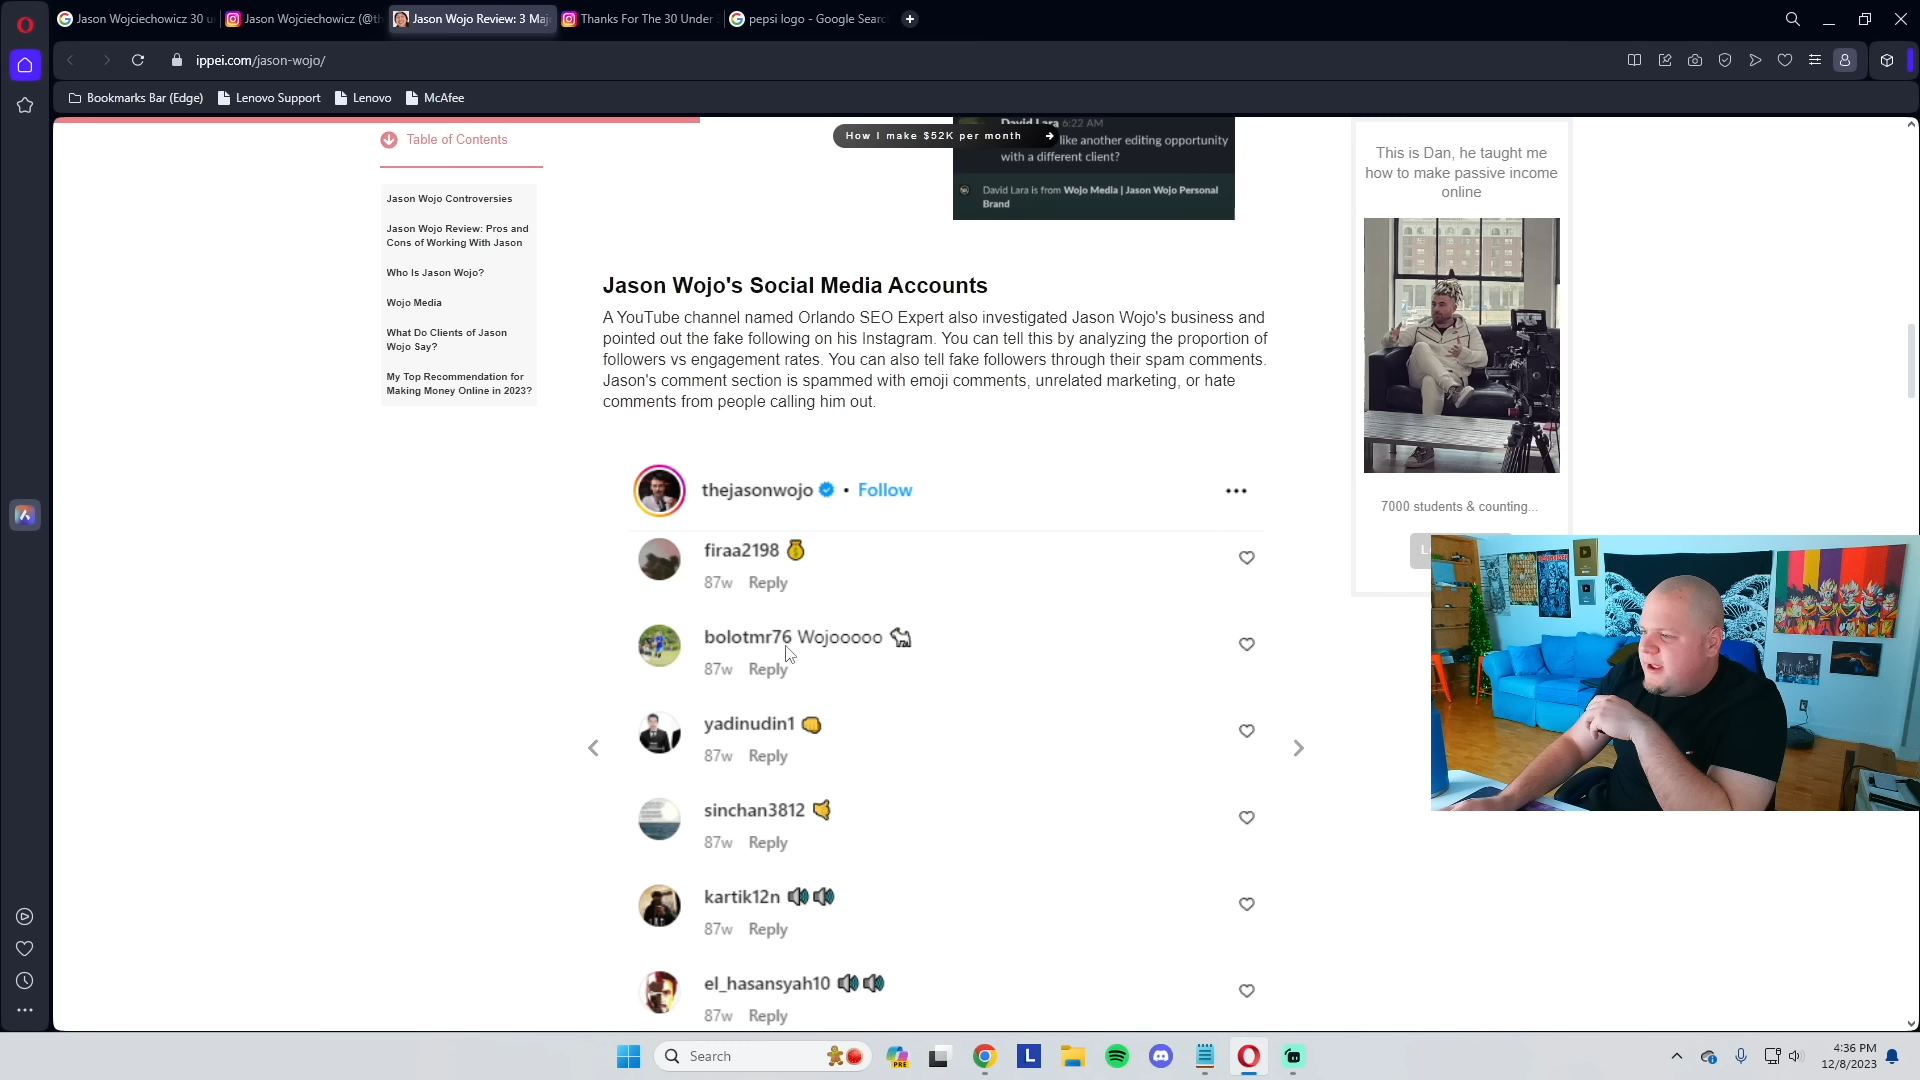 Jason Wojciechowicz 30 u
Jason Wojciechowicz (@th
Jason Wojo Review: 3 Maj
Thanks For The 30 Under
pepsi logo - Google Searc
ippei.com/jason-wojo/
Bookmarks Bar (Edge)
Lenovo Support
Lenovo
McAfee
Table of Contents
Jason Wojo Controversies
Jason Wojo Review: Pros and
Cons of Working With Jason
Who Is Jason Wojo?
Wojo Media
What Do Clients of Jason
Wojo Say?
My Top Recommendation for
Making Money Online in 2023?
How I make $52K per month
David Lara 6:22 AM
like another editing opportunity
with a different client?
David Lara is from Wojo Media | Jason Wojo Personal
Brand
Jason Wojo's Social Media Accounts
A YouTube channel named Orlando SEO Expert also investigated Jason Wojo's business and
pointed out the fake following on his Instagram. You can tell this by analyzing the proportion of
followers vs engagement rates. You can also tell fake followers through their spam comments.
Jason's comment section is spammed with emoji comments, unrelated marketing, or hate
comments from people calling him out.
thejasonwojo • Follow
firaa2198 💰
87w Reply
bolotmr76 Wojooooo 🐪
87w Reply
yadinudin1 👊
87w Reply
sinchan3812 🤙
87w Reply
kartik12n 🔊🔊
87w Reply
el_hasansyah10 🔊🔊
87w Reply
This is Dan, he taught me
how to make passive income
online
7000 students & counting...
Search
PRE
L
4:36 PM
12/8/2023